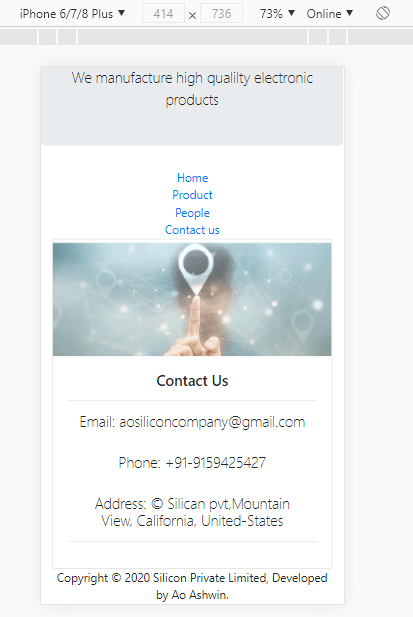 iPhone 6/7/8 Plus ▼ 414 × 736 73% ▼ Online ▼
We manufacture high qualilty electronic
products
Home
Product
People
Contact us
Contact Us
Email: aosiliconcompany@gmail.com
Phone: +91-9159425427
Address: © Silican pvt,Mountain
View, California, United-States
Copyright © 2020 Silicon Private Limited, Developed
by Ao Ashwin.